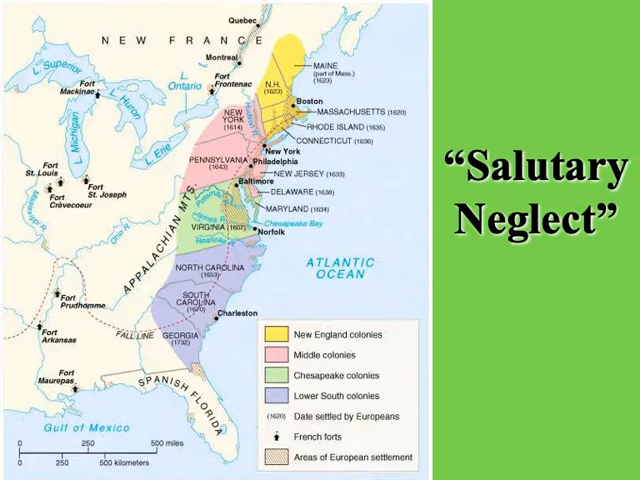 Quebec
NEW FRANCE
Montreal
L. Superior
Fort
Mackinac
L. Huron
L.
Ontario
Fort
Frontenac
MAINE
(part of Mass.)
(1623)
N.H.
(1623)
Boston
MASSACHUSETTS (1620)
RHODE ISLAND (1635)
CONNECTICUT (1636)
NEW
YORK
(1614)
Hudson R.
L. Michigan
L. Erie
New York
Philadelphia
PENNSYLVANIA
(1643)
NEW JERSEY (1633)
Baltimore
DELAWARE (1638)
MARYLAND (1634)
Fort
St. Louis
Fort
St. Joseph
Fort
Crèvecoeur
Mississippi R.
Ohio R.
APPALACHIAN MTS.
Potomac R.
James R.
VIRGINIA (1607)
Roanoke R.
Chesapeake Bay
Norfolk
NORTH CAROLINA
(1653)
ATLANTIC
OCEAN
SOUTH
CAROLINA
(1670)
Charleston
Fort
Prudhomme
FALL LINE
GEORGIA
(1732)
Fort
Arkansas
Fort
Maurepas
SPANISH FLORIDA
Gulf of Mexico
0 250 500 miles
0 250 500 kilometers
New England colonies
Middle colonies
Chesapeake colonies
Lower South colonies
(1620) Date settled by Europeans
French forts
Areas of European settlement
“Salutary
Neglect”